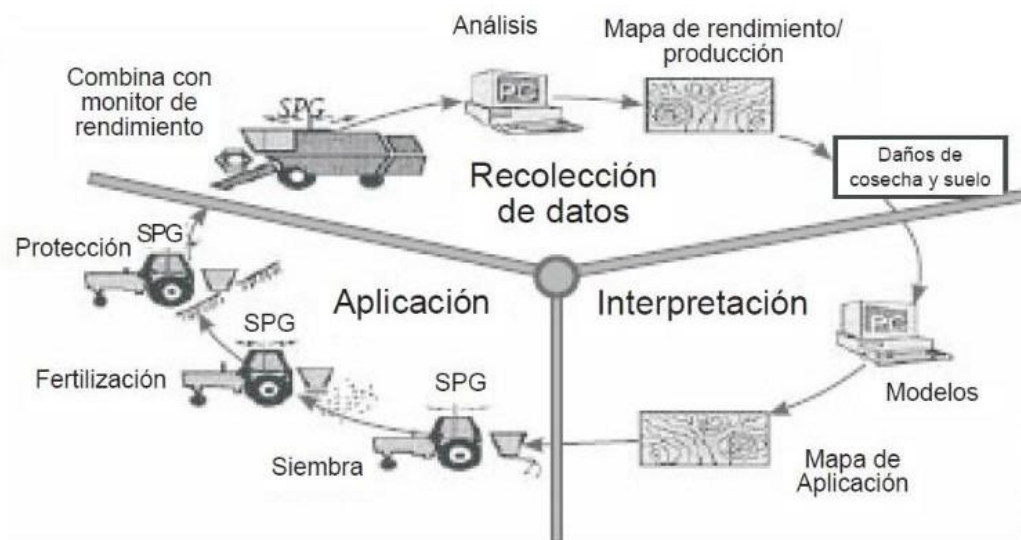 Análisis
Mapa de rendimiento/
producción
Combina con
monitor de
rendimiento
SPG
PC
Daños de
cosecha y suelo
Recolección
de datos
Protección
SPG
Aplicación
Interpretación
SPG
Fertilización
PC
Modelos
SPG
Siembra
Mapa de
Aplicación